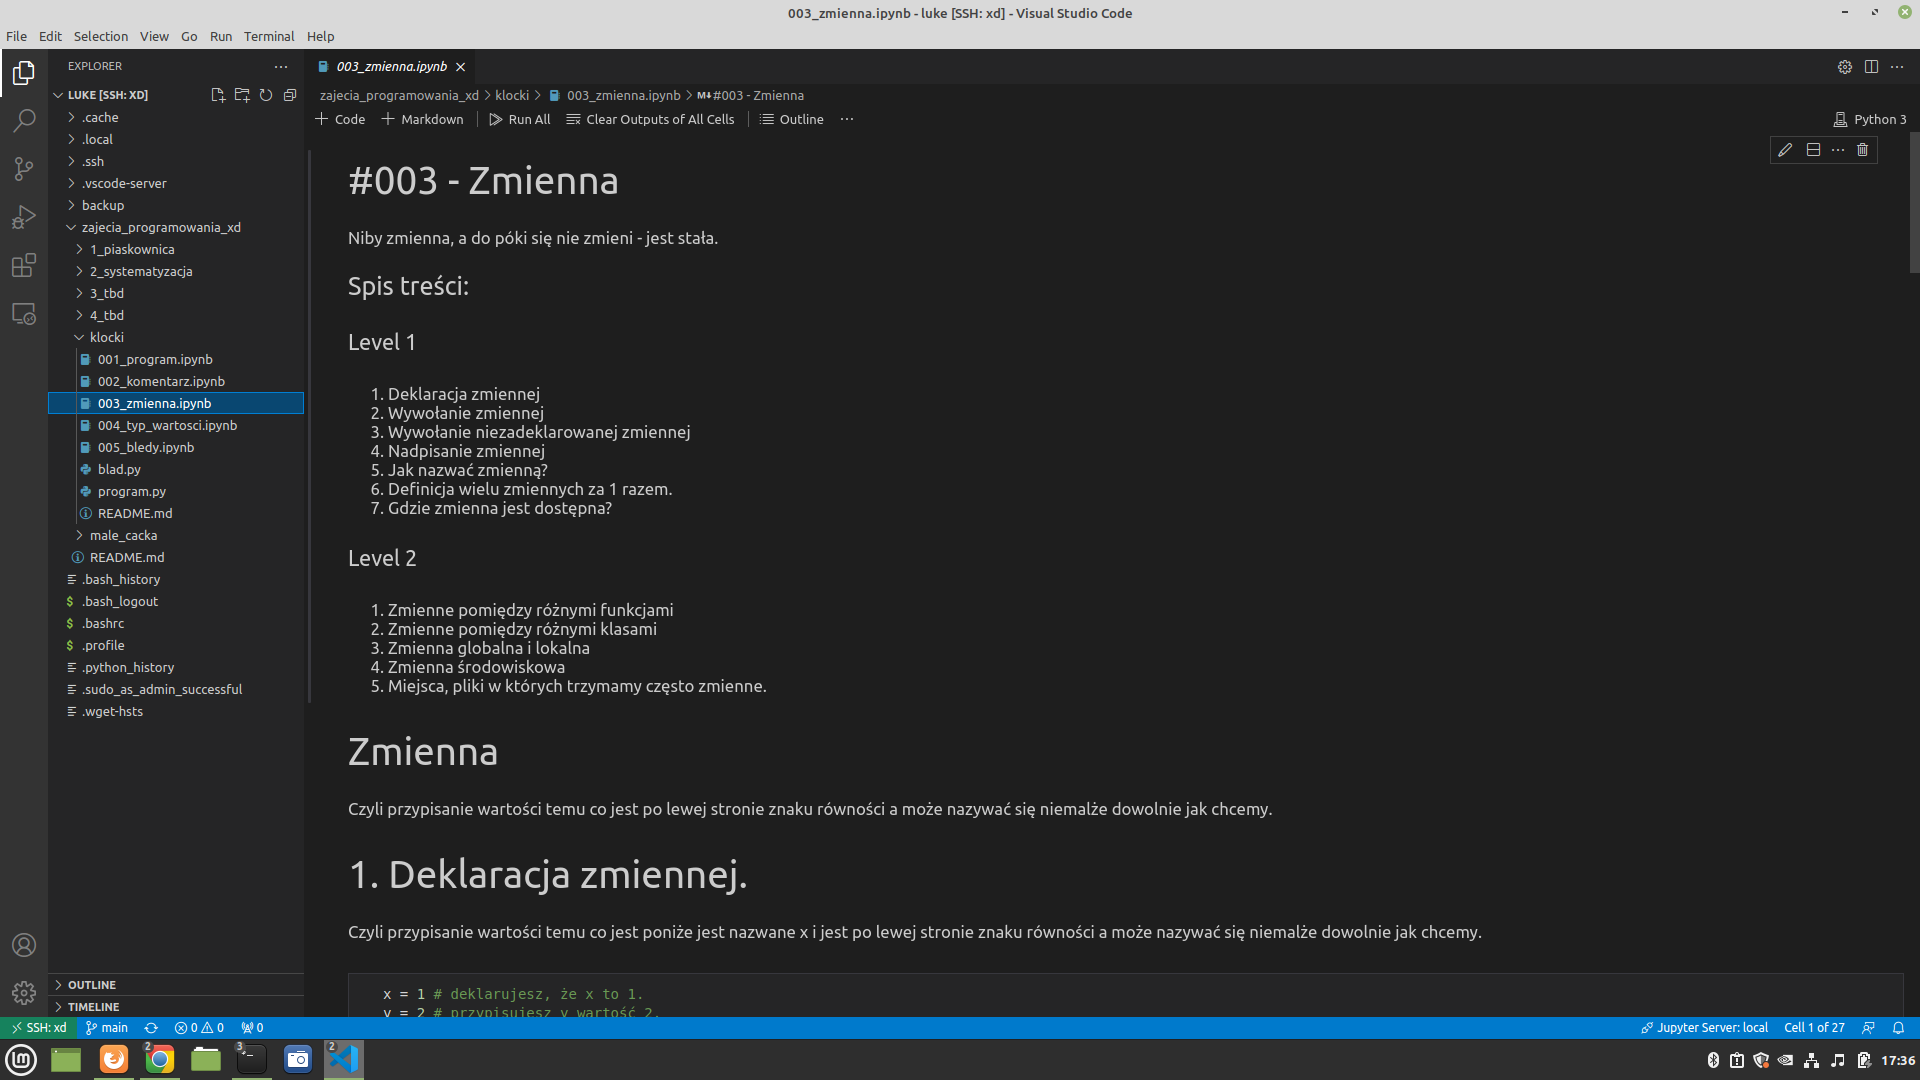 003_zmienna.ipynb - luke [SSH: xd] - Visual Studio Code
File Edit Selection View Go Run Terminal Help
EXPLORER
LUKE [SSH: XD]
.cache
.local
.ssh
.vscode-server
backup
zajecia_programowania_xd
1_piaskownica
2_systematyzacja
3_tbd
4_tbd
klocki
001_program.ipynb
002_komentarz.ipynb
003_zmienna.ipynb
004_typ_wartosci.ipynb
005_bledy.ipynb
blad.py
program.py
README.md
male_cacka
README.md
.bash_history
.bash_logout
.bashrc
.profile
.python_history
.sudo_as_admin_successful
.wget-hsts
OUTLINE
TIMELINE
003_zmienna.ipynb
zajecia_programowania_xd > klocki > 003_zmienna.ipynb > M↓#003 - Zmienna
+ Code + Markdown Run All Clear Outputs of All Cells Outline ···
Python 3
#003 - Zmienna
Niby zmienna, a do póki się nie zmieni - jest stała.
Spis treści:
Level 1
1. Deklaracja zmiennej
2. Wywołanie zmiennej
3. Wywołanie niezadeklarowanej zmiennej
4. Nadpisanie zmiennej
5. Jak nazwać zmienną?
6. Definicja wielu zmiennych za 1 razem.
7. Gdzie zmienna jest dostępna?
Level 2
1. Zmienne pomiędzy różnymi funkcjami
2. Zmienne pomiędzy różnymi klasami
3. Zmienna globalna i lokalna
4. Zmienna środowiskowa
5. Miejsca, pliki w których trzymamy często zmienne.
Zmienna
Czyli przypisanie wartości temu co jest po lewej stronie znaku równości a może nazywać się niemalże dowolnie jak chcemy.
1. Deklaracja zmiennej.
Czyli przypisanie wartości temu co jest poniże jest nazwane x i jest po lewej stronie znaku równości a może nazywać się niemalże dowolnie jak chcemy.
x = 1 # deklarujesz, że x to 1.
y = 2 # przypisujesz y wartość 2.
SSH: xd main 0 0 0
Jupyter Server: local Cell 1 of 27
2 3 2
17:36